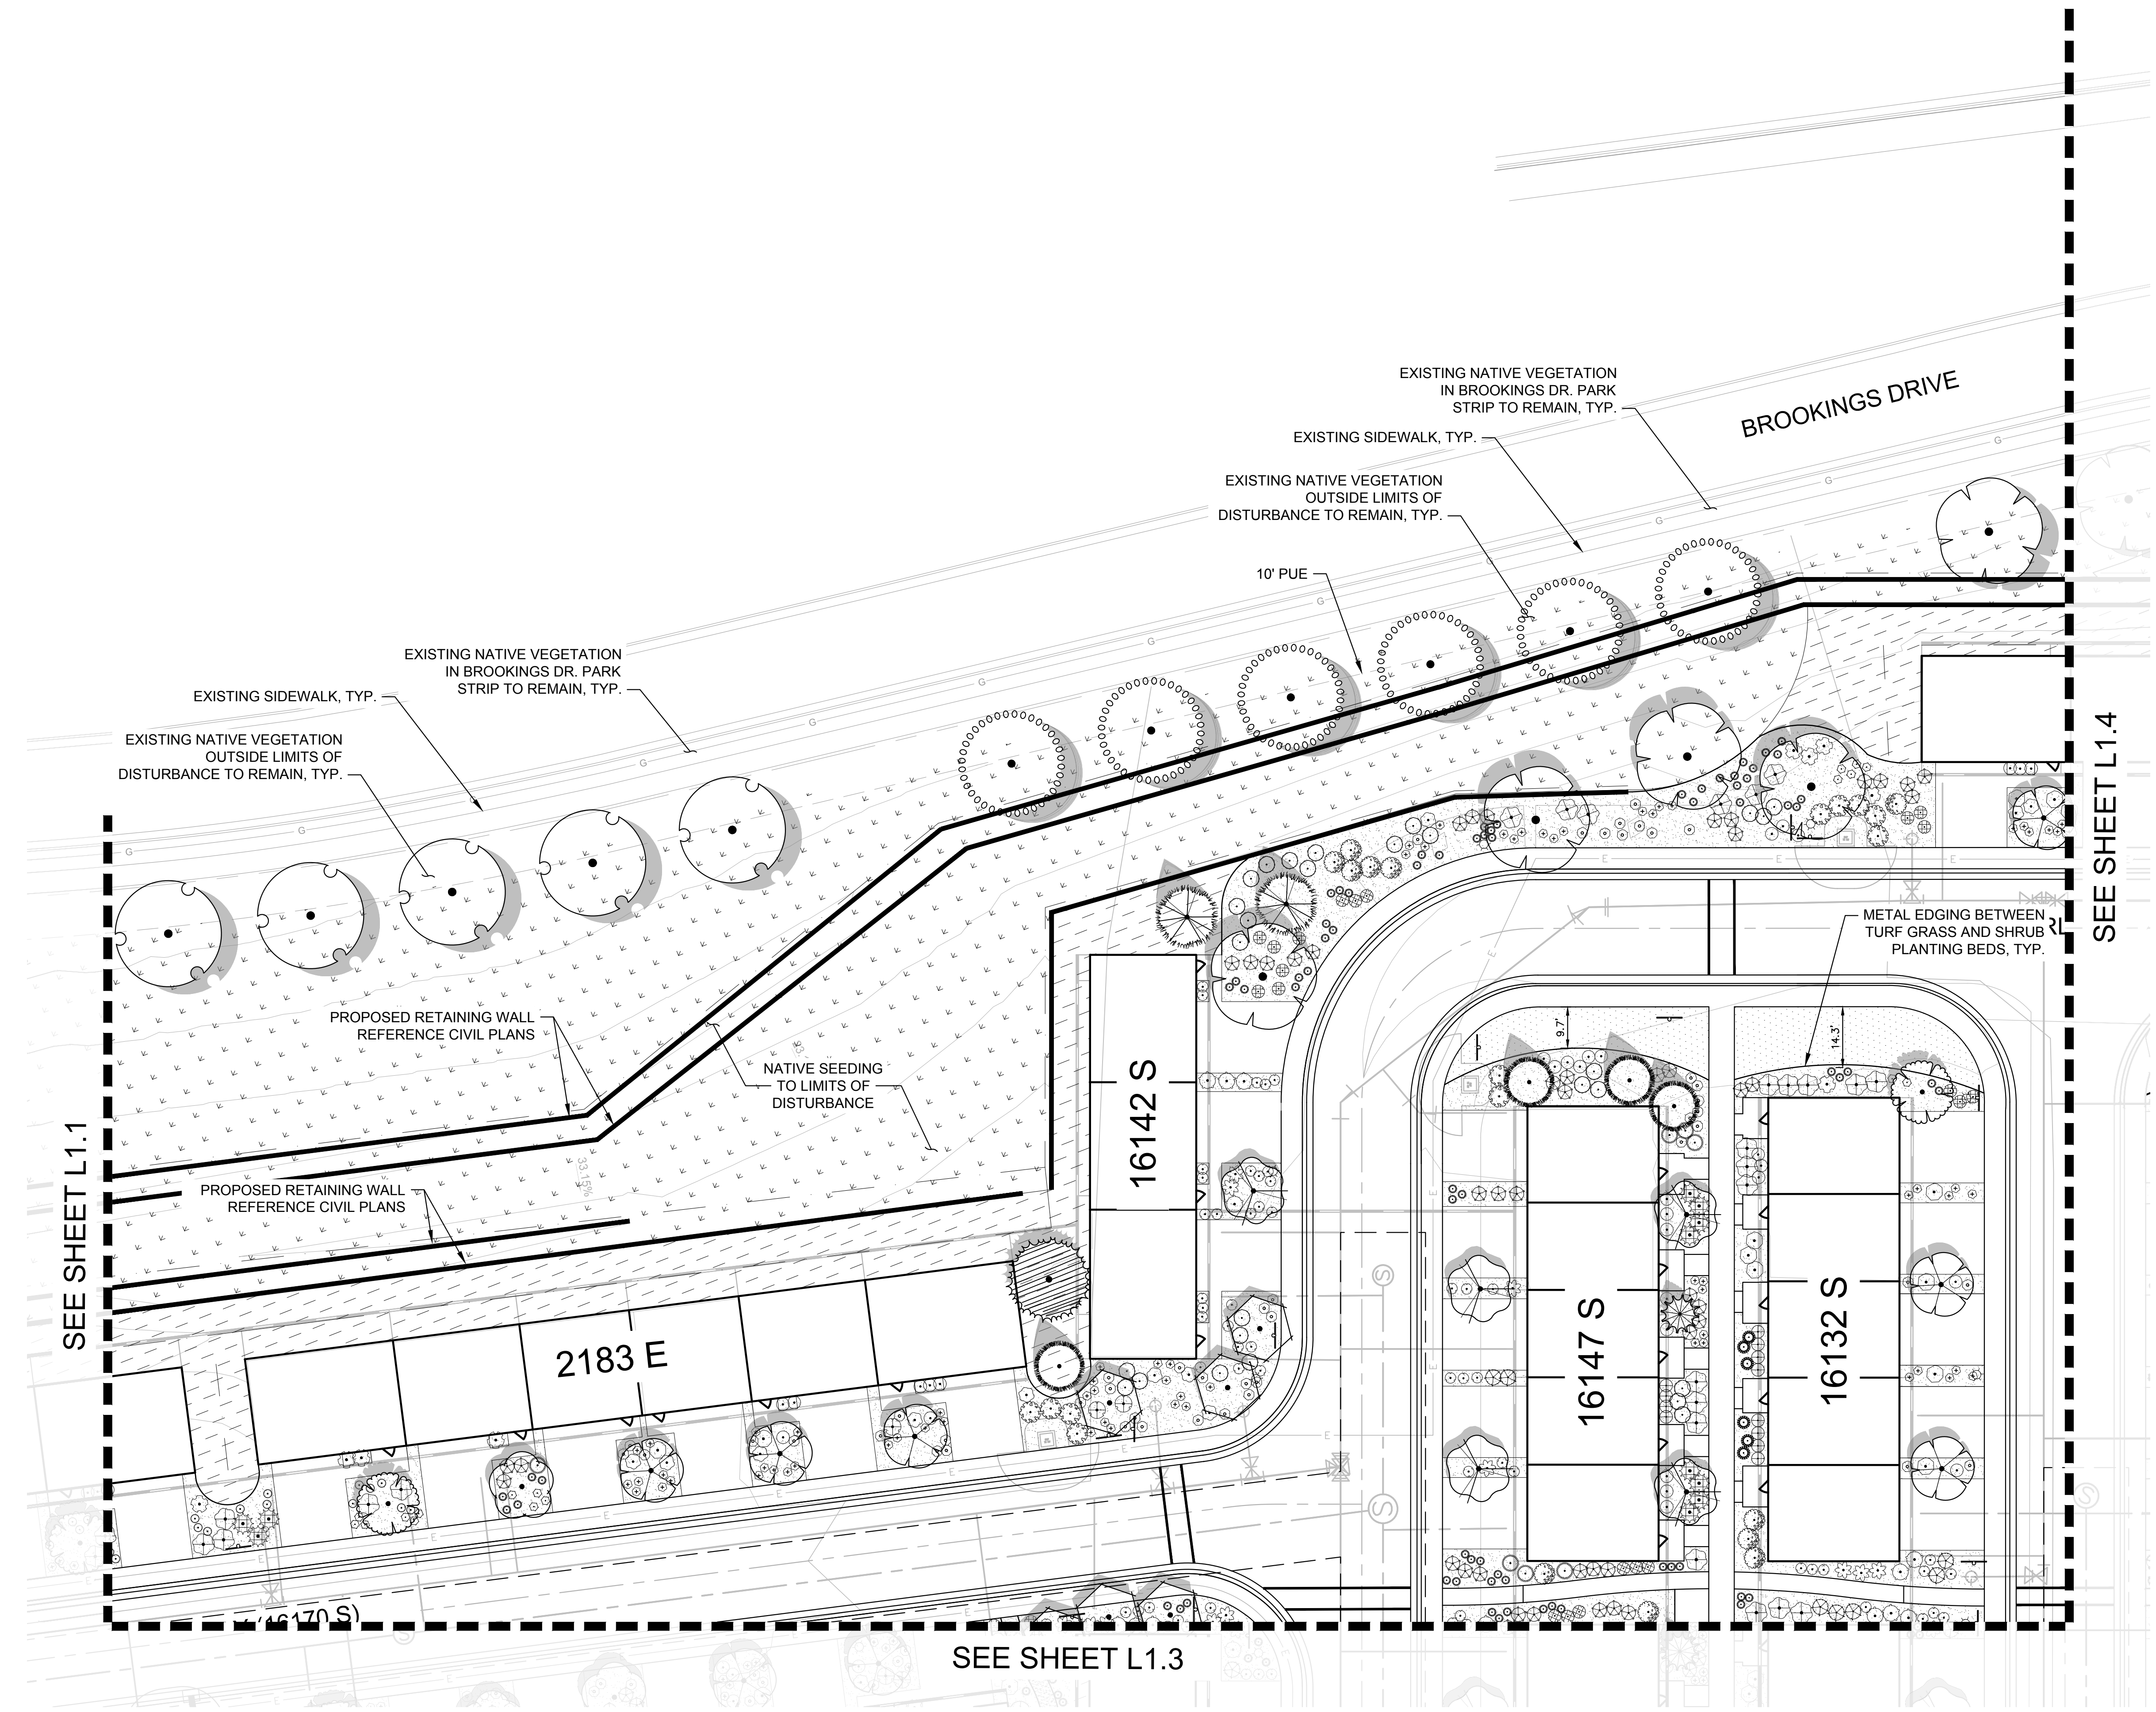 EXISTING NATIVE VEGETATION
IN BROOKINGS DR. PARK
STRIP TO REMAIN, TYP.
BROOKINGS DRIVE
EXISTING SIDEWALK, TYP.
EXISTING NATIVE VEGETATION
OUTSIDE LIMITS OF
DISTURBANCE TO REMAIN, TYP.
10' PUE
EXISTING NATIVE VEGETATION
IN BROOKINGS DR. PARK
STRIP TO REMAIN, TYP.
EXISTING SIDEWALK, TYP.
EXISTING NATIVE VEGETATION
OUTSIDE LIMITS OF
DISTURBANCE TO REMAIN, TYP.
SEE SHEET L1.4
METAL EDGING BETWEEN
TURF GRASS AND SHRUB
PLANTING BEDS, TYP.
PROPOSED RETAINING WALL
REFERENCE CIVIL PLANS
9.7'
14.3'
NATIVE SEEDING
TO LIMITS OF
DISTURBANCE
16142 S
SEE SHEET L1.1
33.15%
PROPOSED RETAINING WALL
REFERENCE CIVIL PLANS
2183 E
16147 S
16132 S
(16170 S)
SEE SHEET L1.3